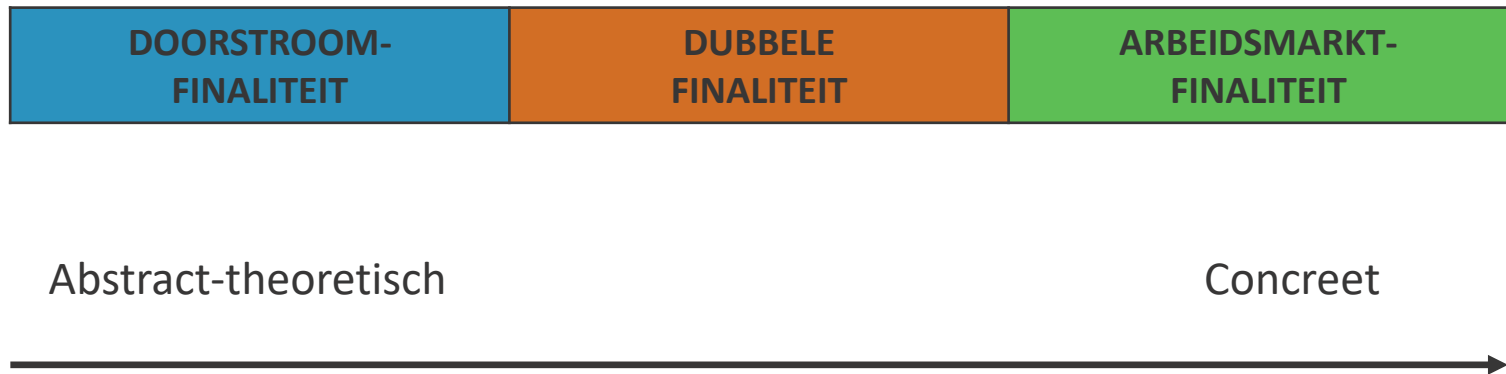 DOORSTROOM-
FINALITEIT
DUBBELE
FINALITEIT
ARBEIDSMARKT-
FINALITEIT
Abstract-theoretisch
Concreet